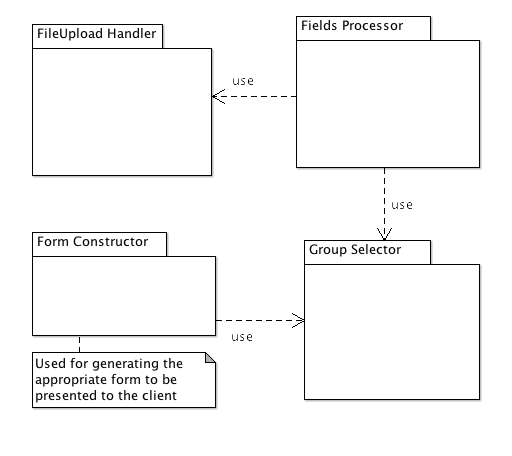 FileUpload Handler
Fields Processor
use
use
Form Constructor
Group Selector
use
Used for generating the
appropriate form to be
presented to the client